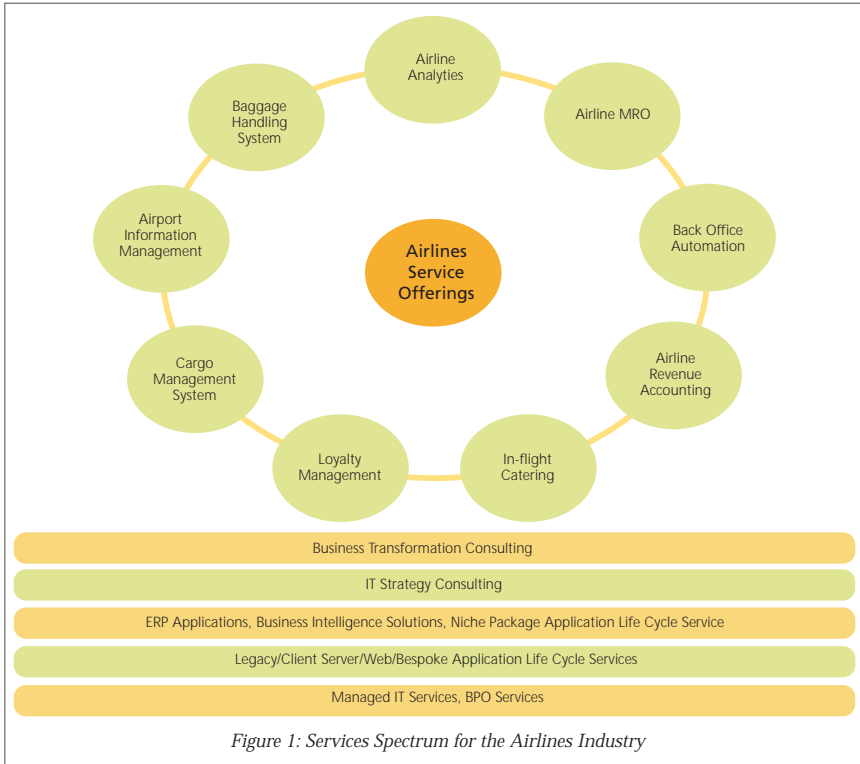 Airline
Analyties
Airline MRO
Back Office
Automation
Airline
Revenue
Accounting
In-flight
Catering
Loyalty
Management
Cargo
Management
System
Airport
Information
Management
Baggage
Handling
System
Airlines
Service
Offerings
Business Transformation Consulting
IT Strategy Consulting
ERP Applications, Business Intelligence Solutions, Niche Package Application Life Cycle Service
Legacy/Client Server/Web/Bespoke Application Life Cycle Services
Managed IT Services, BPO Services
Figure 1: Services Spectrum for the Airlines Industry